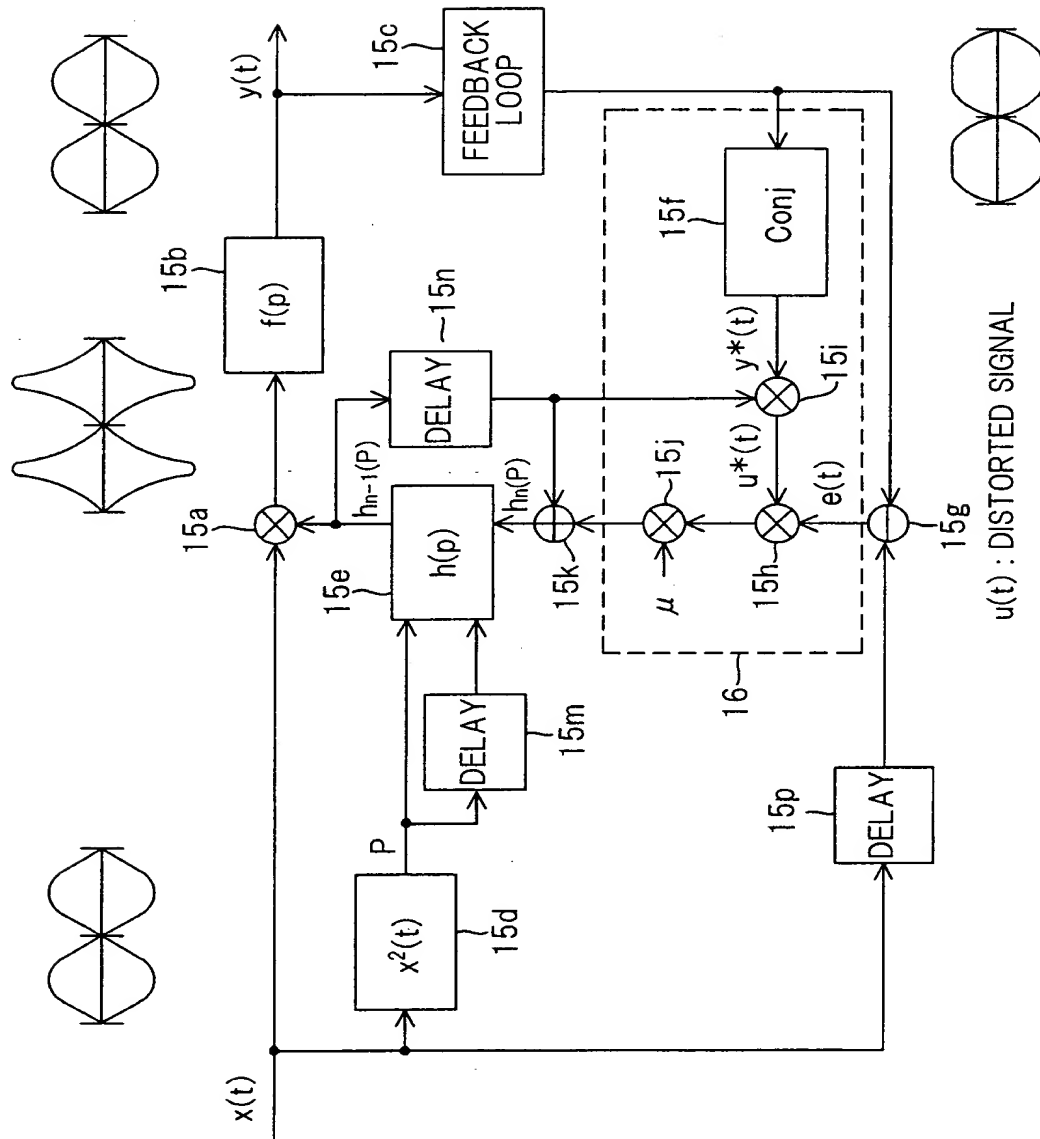 x(t)
x²(t)
15d
P
DELAY
15m
DELAY
15p
15a
15e
h(p)
hn-1(P)
hn(P)
DELAY
15n
f(p)
15b
y(t)
15c
FEEDBACK
LOOP
15f
Conj
y*(t)
15i
u*(t)
15j
μ
15k
15h
e(t)
15g
16
u(t) : DISTORTED SIGNAL